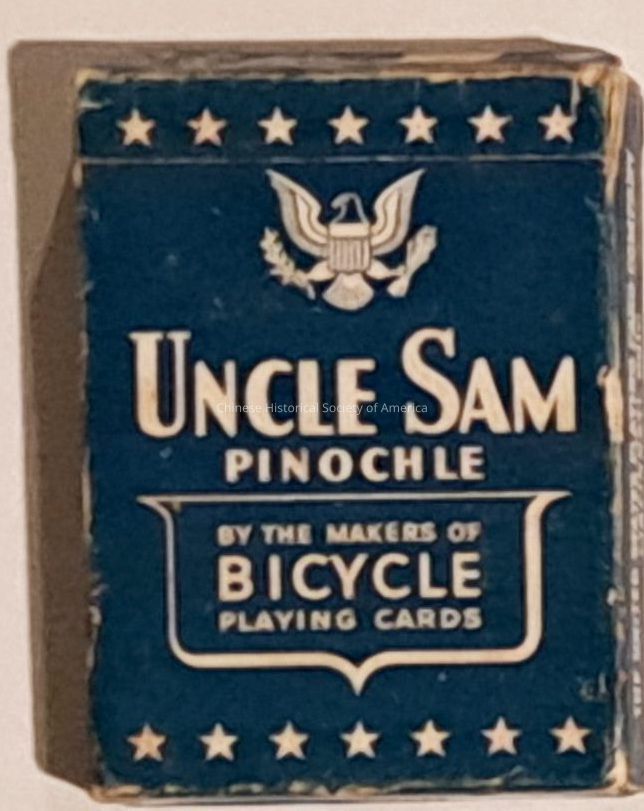 UNCLE SAM
Chinese Historical Society of America
PINOCHLE
BY THE MAKERS OF
BICYCLE
PLAYING CARDS